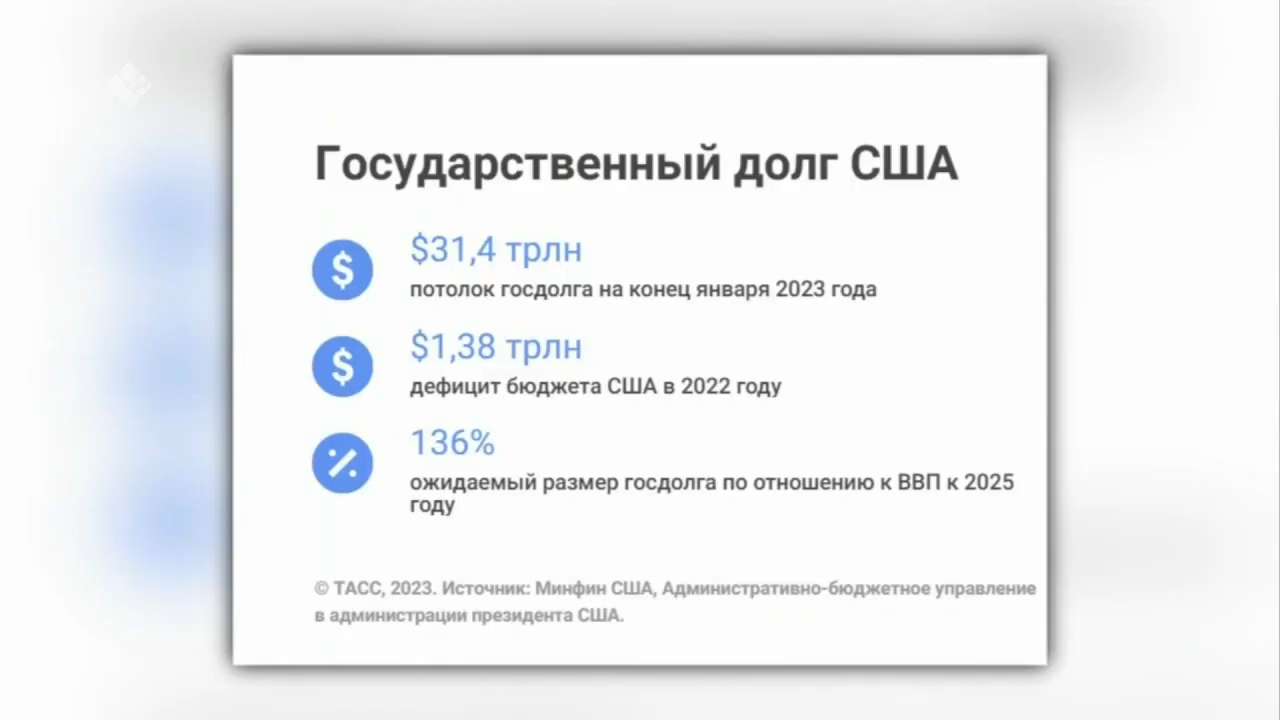 Государственный долг США
$31,4 трлн
потолок госдолга на конец января 2023 года
$1,38 трлн
дефицит бюджета США в 2022 году
136%
ожидаемый размер госдолга по отношению к ВВП к 2025
году
© ТАСС, 2023. Источник: Минфин США, Административно-бюджетное управление
в администрации президента США.